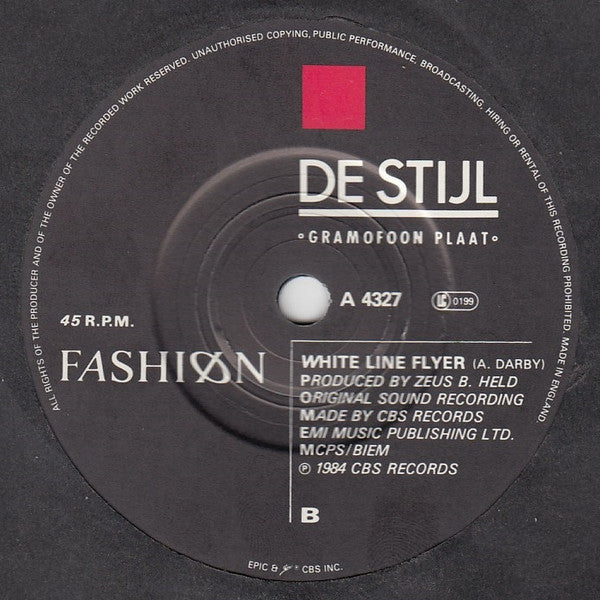 ALL RIGHTS OF THE PRODUCER AND OF THE OWNER OF THE RECORDED WORK RESERVED. UNAUTHORISED COPYING, PUBLIC PERFORMANCE, BROADCASTING, HIRING OR RENTAL OF THIS RECORDING PROHIBITED. MADE IN ENGLAND.
DE STIJL
◦GRAMOFOON PLAAT◦
A 4327 LC 0199
45 R.P.M.
FASHIØN
WHITE LINE FLYER (A. DARBY)
PRODUCED BY ZEUS B. HELD
ORIGINAL SOUND RECORDING
MADE BY CBS RECORDS
EMI MUSIC PUBLISHING LTD.
MCPS/BIEM
℗ 1984 CBS RECORDS
B
EPIC & ® CBS INC.